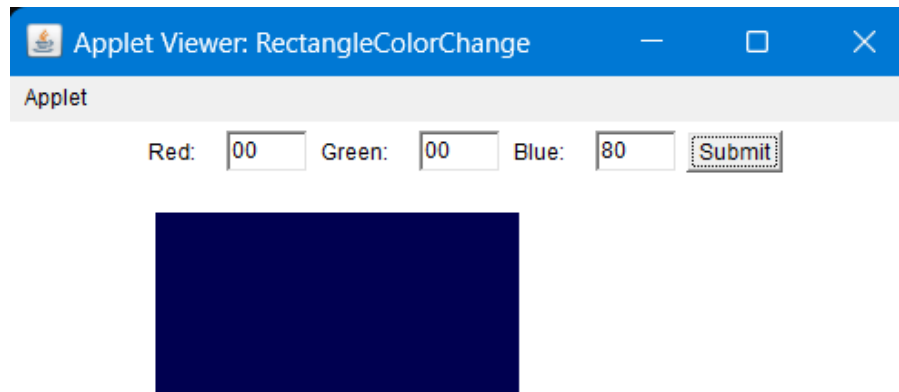 Applet Viewer: RectangleColorChange
Applet
Red: 00 Green: 00 Blue: 80 Submit